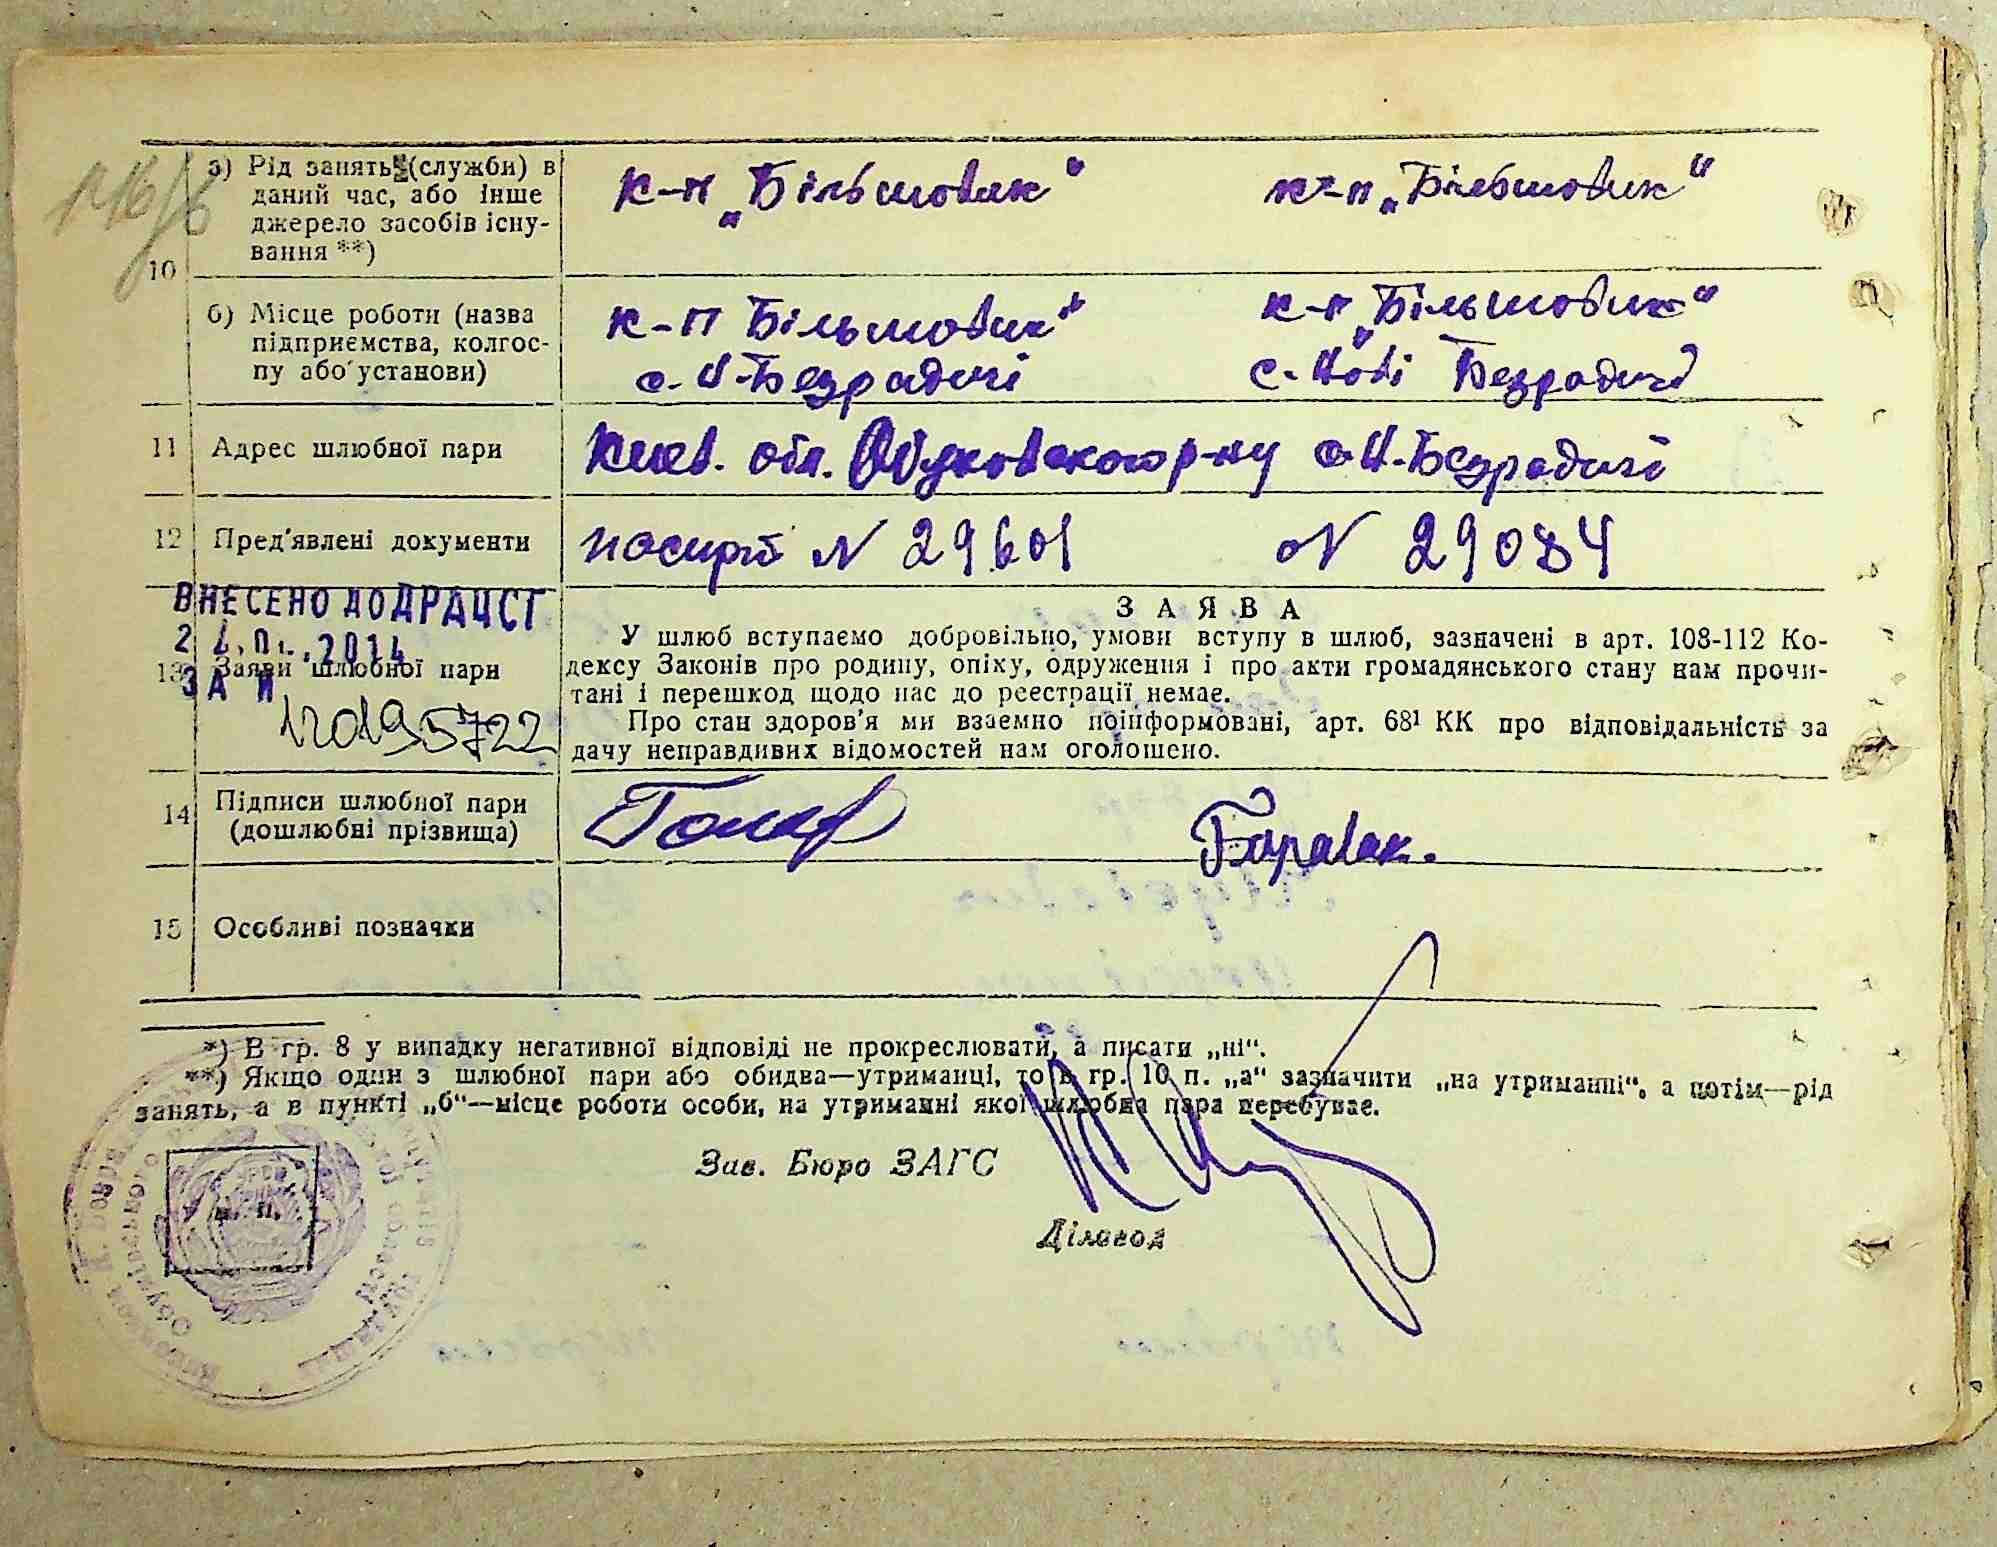 а) Рід занять (служби) в
даний час, або інше
джерело засобів існу-
вання **)
к-п „Більшовик"
к-п „Більшовик"
10
б) Місце роботи (назва
підприємства, колгос-
пу або установи)
к-п Більшовик"
с. Н-Безрадичі
к-п „Більшовик"
с. Нові Безрадичі
11 Адрес шлюбної пари
Києв. обл. Обуховського р-ну с. Н-Безрадичі
12 Пред'явлені документи
паспорт N 29601 N 29084
ВНЕСЕНО ДО ДРАЦСГ
2014
ЗА N
120195722
13 Заяви шлюбної пари
ЗАЯВА
У шлюб вступаємо добровільно, умови вступу в шлюб, зазначені в арт. 108-112 Ко-
дексу Законів про родину, опіку, одруження і про акти громадянського стану нам прочи-
тані і перешкод щодо нас до реєстрації немає.
Про стан здоров'я ми взаємно поінформовані, арт. 68¹ КК про відповідальність за
дачу неправдивих відомостей нам оголошено.
14 Підписи шлюбної пари
(дошлюбні прізвища)
15 Особливі позначки
*) В гр. 8 у випадку негативної відповіді не прокреслювати, а писати „ні".
**) Якщо один з шлюбної пари або обидва—утриманці, то в гр. 10 п. „а" зазначити „на утриманні", а потім—рід
занять, а в пункті „б"—місце роботи особи, на утриманні якої шлюбна пара перебуває.
Зав. Бюро ЗАГС
Діловод
М. П.